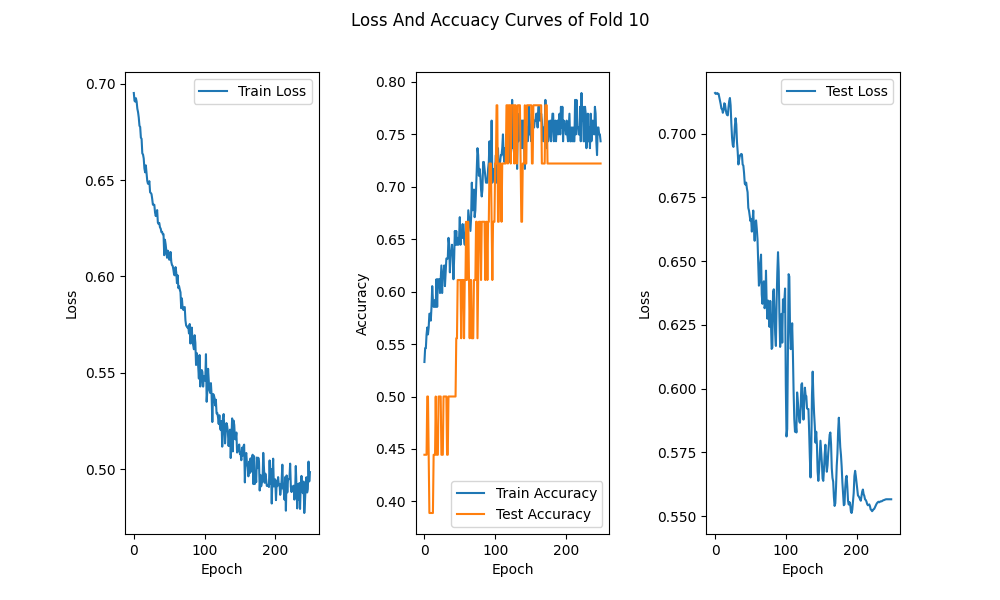 Loss And Accuacy Curves of Fold 10
0.70
0.65
0.60
0.55
0.50
Loss
0
100
200
Epoch
Train Loss
0.80
0.75
0.70
0.65
0.60
0.55
0.50
0.45
0.40
Accuracy
0
100
200
Epoch
Train Accuracy
Test Accuracy
0.700
0.675
0.650
0.625
0.600
0.575
0.550
Loss
0
100
200
Epoch
Test Loss